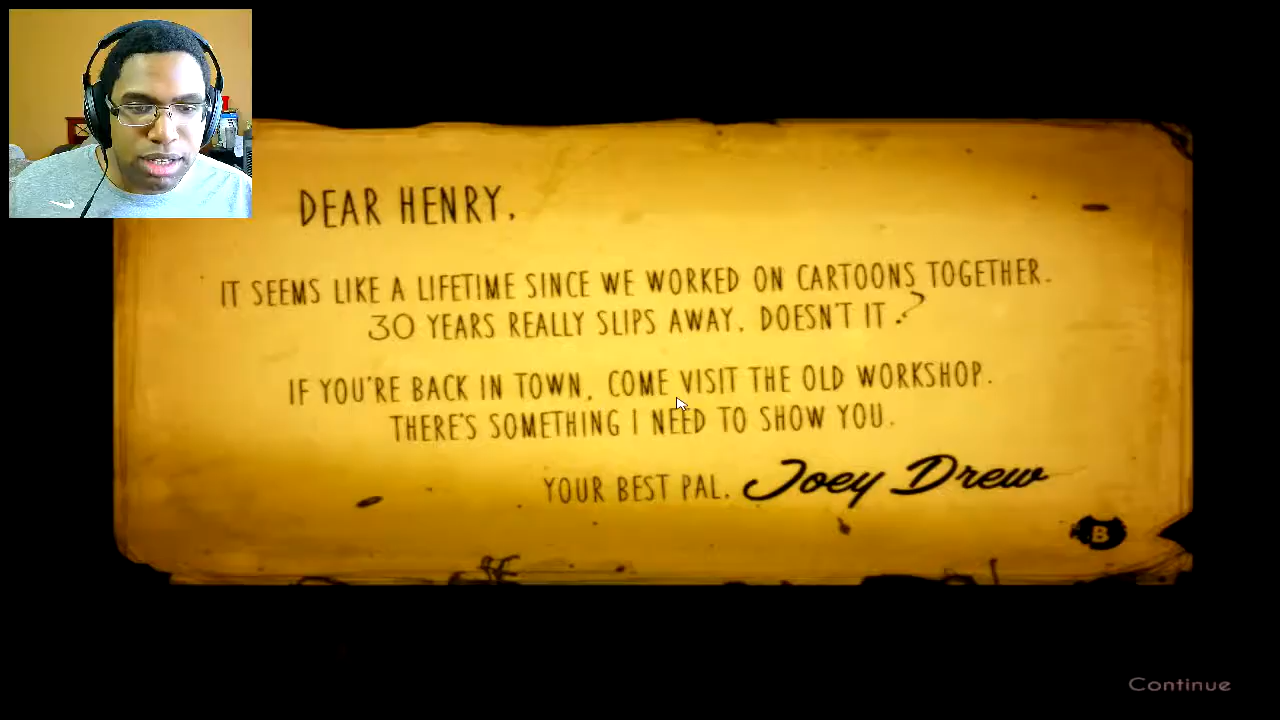 DEAR HENRY,
IT SEEMS LIKE A LIFETIME SINCE WE WORKED ON CARTOONS TOGETHER.
30 YEARS REALLY SLIPS AWAY, DOESN'T IT?
IF YOU'RE BACK IN TOWN, COME VISIT THE OLD WORKSHOP.
THERE'S SOMETHING I NEED TO SHOW YOU.
YOUR BEST PAL, Joey Drew
B
Continue